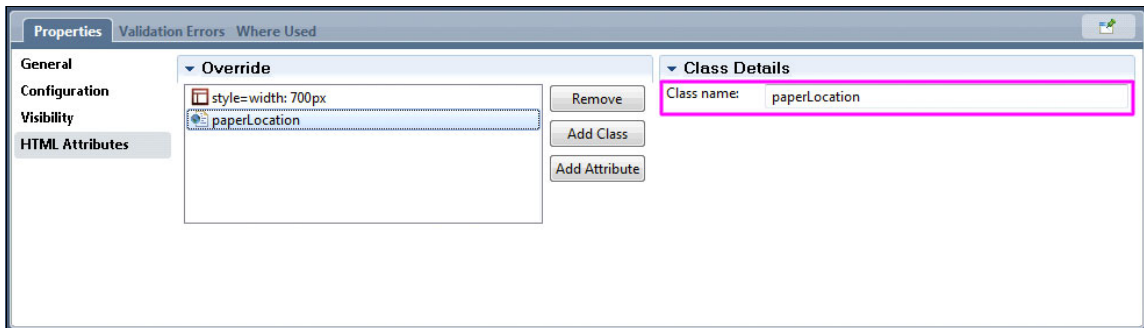 Properties Validation Errors Where Used
General
Configuration
Visibility
HTML Attributes
Override
style=width: 700px
paperLocation
Remove
Add Class
Add Attribute
Class Details
Class name: paperLocation